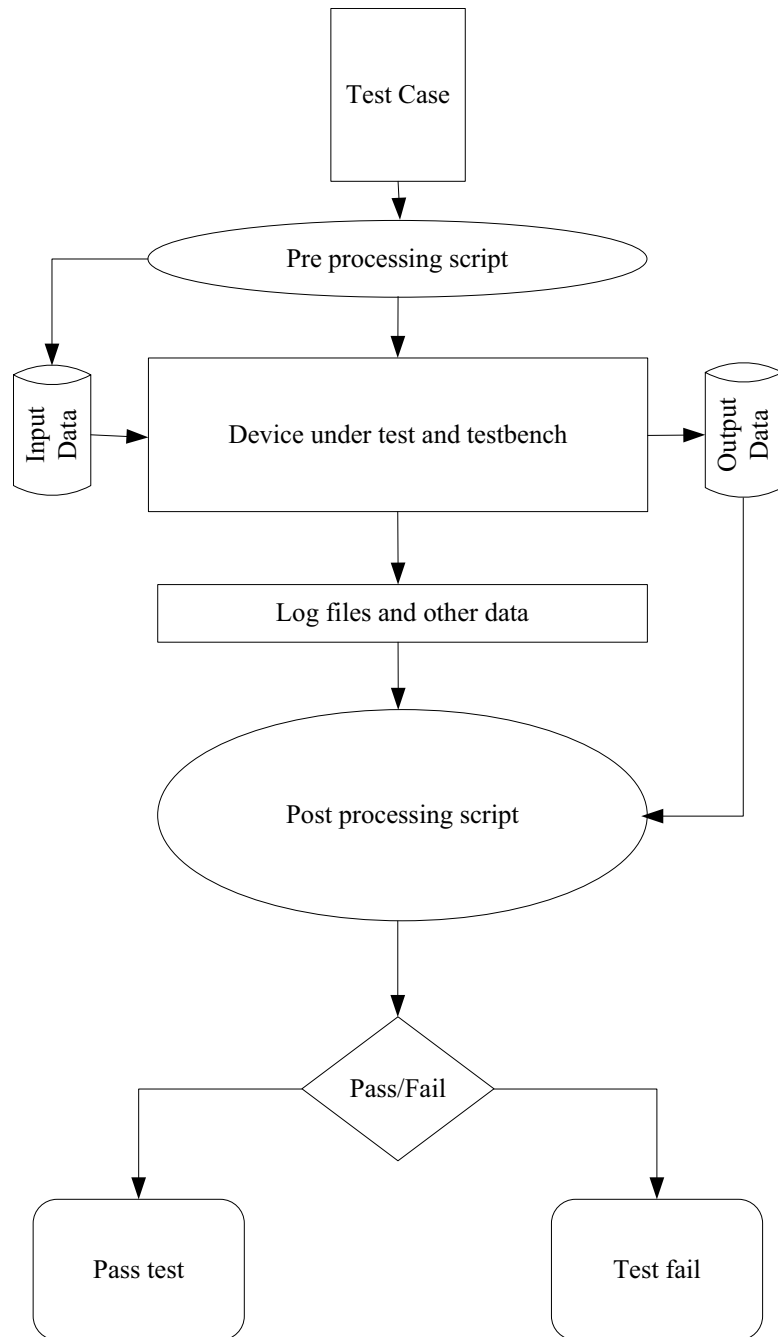 Test Case
Pre processing script
Input
Data
Device under test and testbench
Output
Data
Log files and other data
Post processing script
Pass/Fail
Pass test
Test fail